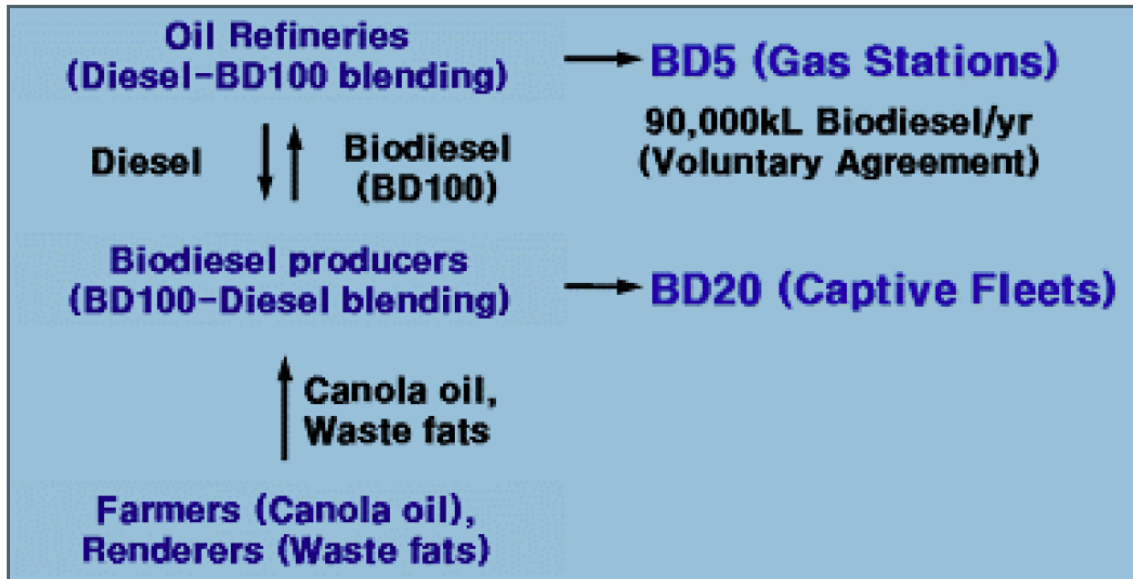 Oil Refineries
(Diesel-BD100 blending)
BD5 (Gas Stations)
90,000kL Biodiesel/yr
(Voluntary Agreement)
Diesel
Biodiesel
(BD100)
Biodiesel producers
(BD100-Diesel blending)
BD20 (Captive Fleets)
Canola oil,
Waste fats
Farmers (Canola oil),
Renderers (Waste fats)